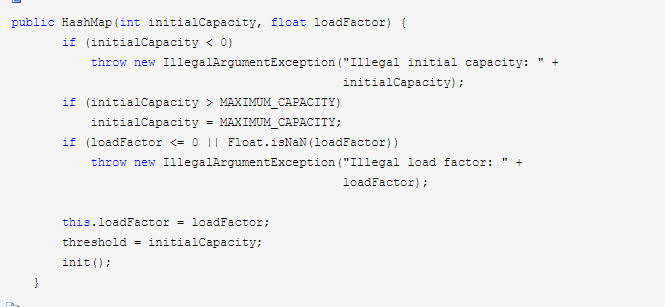 public HashMap(int initialCapacity, float loadFactor) {
if (initialCapacity < 0)
throw new IllegalArgumentException("Illegal initial capacity: " +
initialCapacity);
if (initialCapacity > MAXIMUM_CAPACITY)
initialCapacity = MAXIMUM_CAPACITY;
if (loadFactor <= 0 || Float.isNaN(loadFactor))
throw new IllegalArgumentException("Illegal load factor: " +
loadFactor);
this.loadFactor = loadFactor;
threshold = initialCapacity;
init();
}